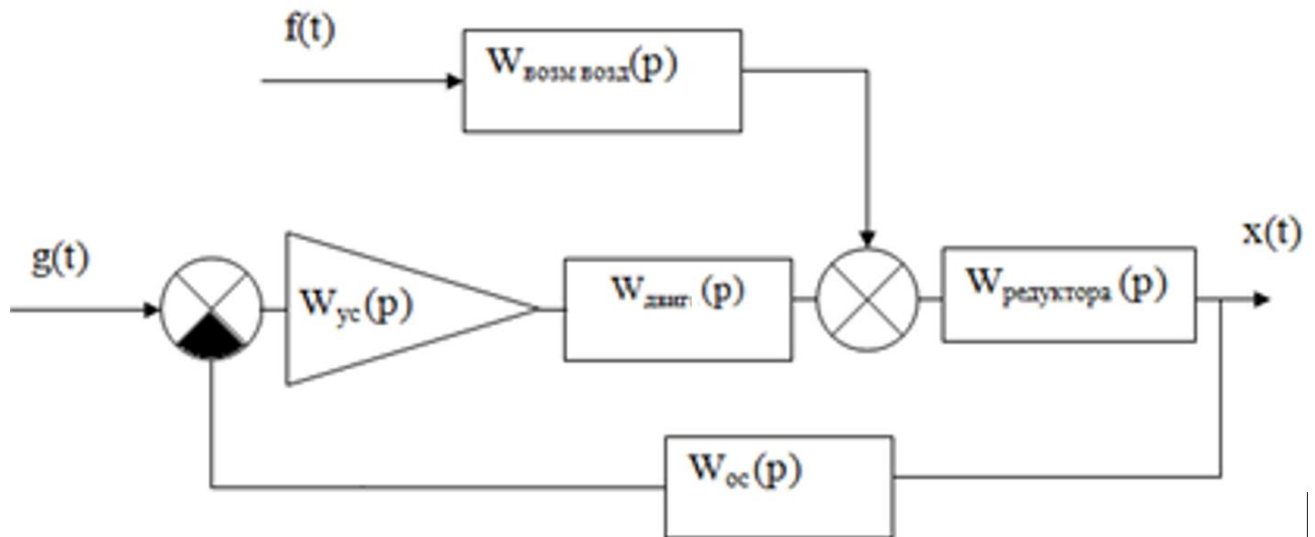 f(t)
Wвозм возд(p)
g(t)
Wус(p)
Wдвиг(p)
Wредуктора(p)
x(t)
Wос(p)